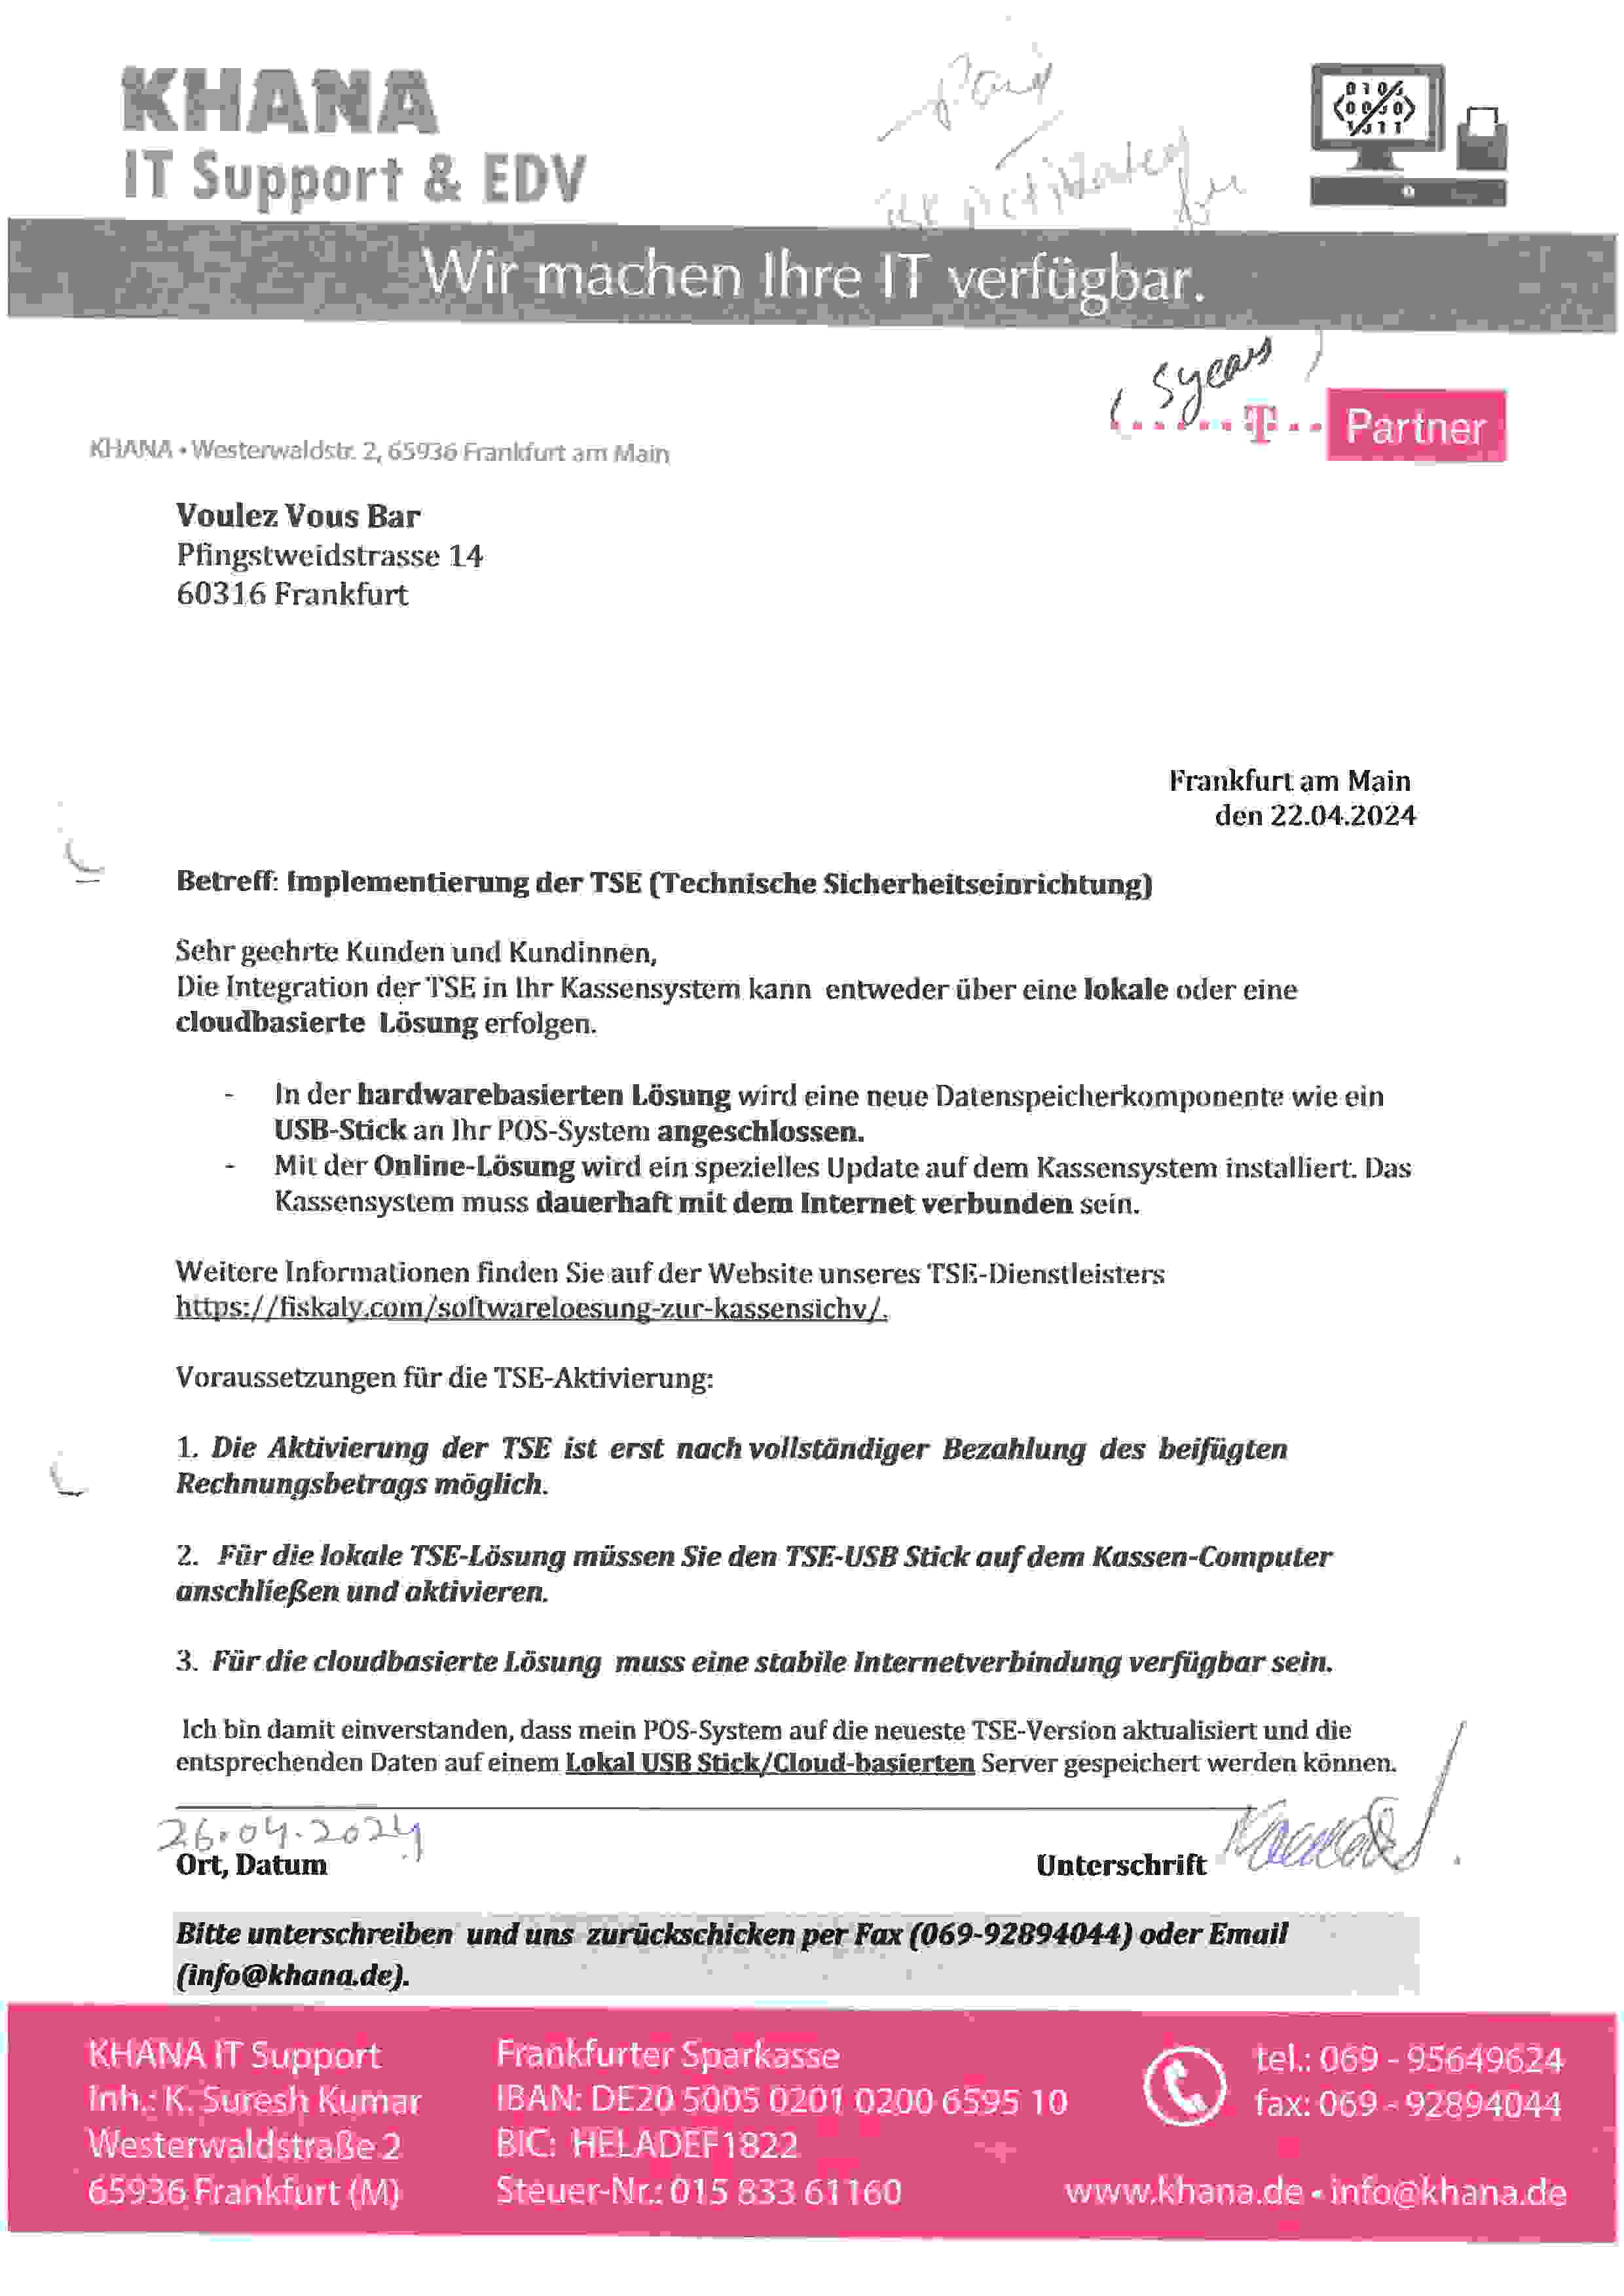 KHANA
IT Support & EDV
Paid
TSE Activation
for
Wir machen Ihre IT verfügbar.
( 5 years )
T Partner
KHANA • Westerwaldstr. 2, 65936 Frankfurt am Main
Voulez Vous Bar
Pfingstweidstrasse 14
60316 Frankfurt
Frankfurt am Main
den 22.04.2024
Betreff: Implementierung der TSE (Technische Sicherheitseinrichtung)
Sehr geehrte Kunden und Kundinnen,
Die Integration der TSE in Ihr Kassensystem kann entweder über eine lokale oder eine
cloudbasierte Lösung erfolgen.
- In der hardwarebasierten Lösung wird eine neue Datenspeicherkomponente wie ein
USB-Stick an Ihr POS-System angeschlossen.
- Mit der Online-Lösung wird ein spezielles Update auf dem Kassensystem installiert. Das
Kassensystem muss dauerhaft mit dem Internet verbunden sein.
Weitere Informationen finden Sie auf der Website unseres TSE-Dienstleisters
https://fiskaly.com/softwareloesung-zur-kassensichv/.
Voraussetzungen für die TSE-Aktivierung:
1. Die Aktivierung der TSE ist erst nach vollständiger Bezahlung des beifügten
Rechnungsbetrags möglich.
2. Für die lokale TSE-Lösung müssen Sie den TSE-USB Stick auf dem Kassen-Computer
anschließen und aktivieren.
3. Für die cloudbasierte Lösung muss eine stabile Internetverbindung verfügbar sein.
Ich bin damit einverstanden, dass mein POS-System auf die neueste TSE-Version aktualisiert und die
entsprechenden Daten auf einem Lokal USB Stick/Cloud-basierten Server gespeichert werden können.
26.04.2024
Ort, Datum
Unterschrift
Bitte unterschreiben und uns zurückschicken per Fax (069-92894044) oder Email
(info@khana.de).
KHANA IT Support
Inh.: K. Suresh Kumar
Westerwaldstraße 2
65936 Frankfurt (M)
Frankfurter Sparkasse
IBAN: DE20 5005 0201 0200 6595 10
BIC: HELADEF1822
Steuer-Nr.: 015 833 61160
tel.: 069 - 95649624
fax: 069 - 92894044
www.khana.de • info@khana.de